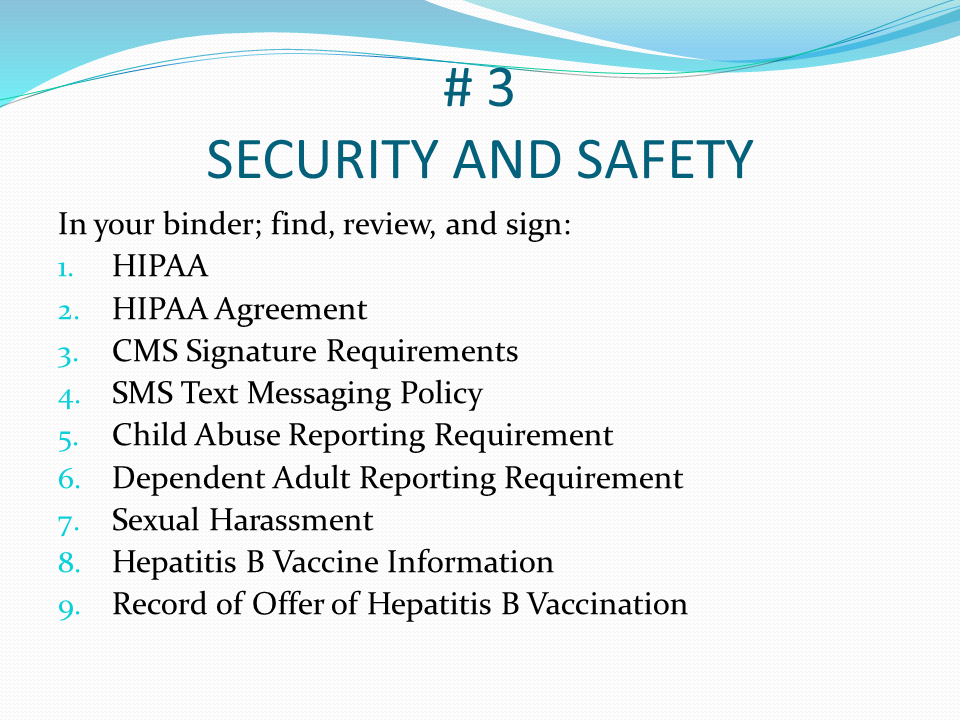 # 3
SECURITY AND SAFETY
In your binder; find, review, and sign:
1. HIPAA
2. HIPAA Agreement
3. CMS Signature Requirements
4. SMS Text Messaging Policy
5. Child Abuse Reporting Requirement
6. Dependent Adult Reporting Requirement
7. Sexual Harassment
8. Hepatitis B Vaccine Information
9. Record of Offer of Hepatitis B Vaccination